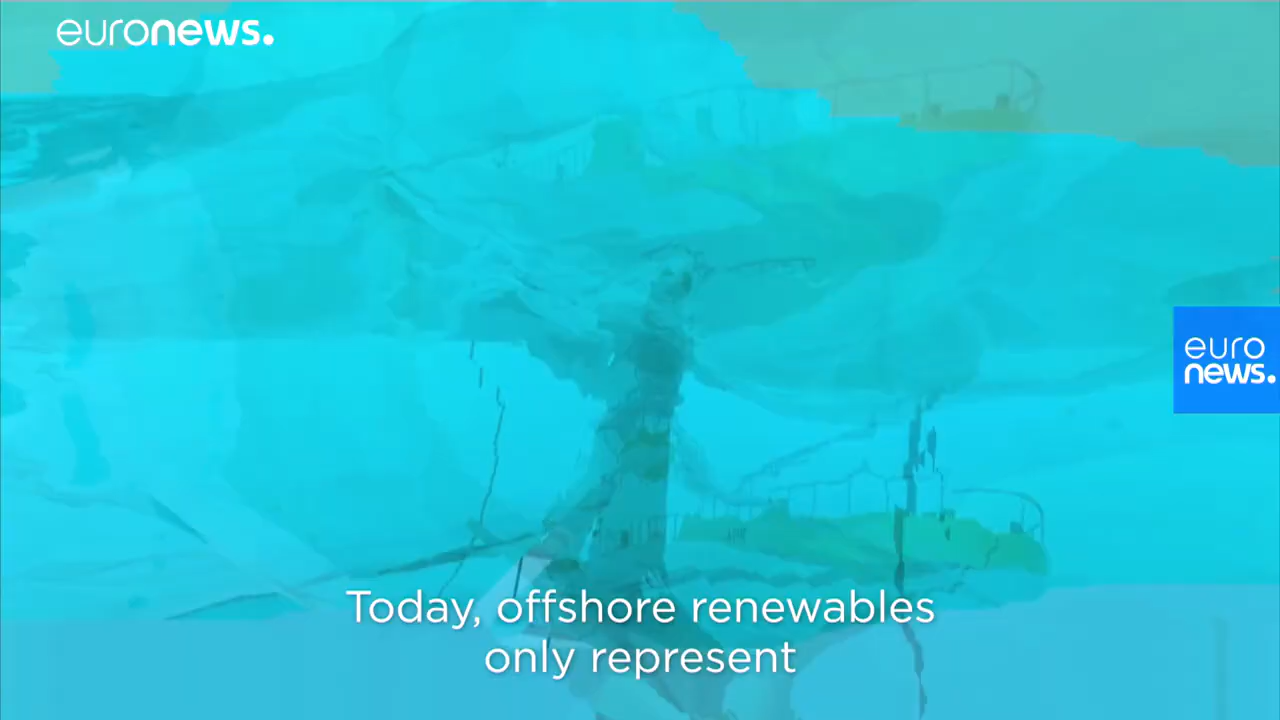 euronews.
euro
news.
Today, offshore renewables
only represent